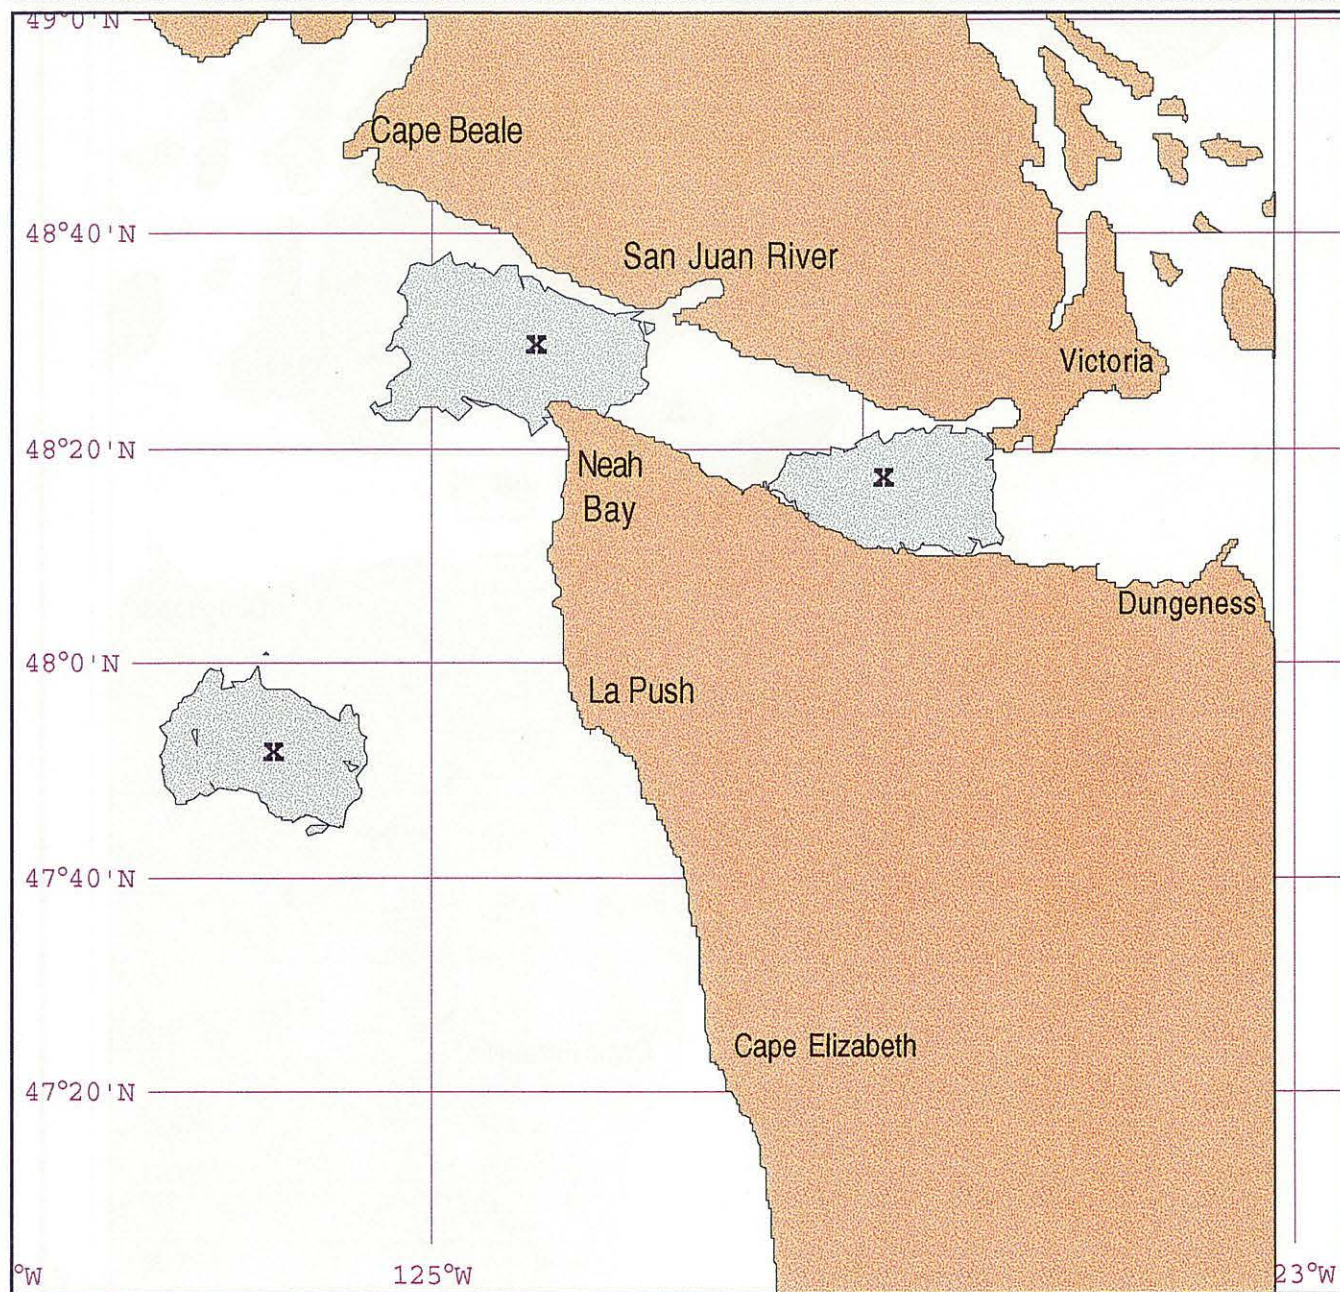 49°0'N
Cape Beale
48°40'N
San Juan River
x
Victoria
48°20'N
Neah
Bay
x
Dungeness
48°0'N
La Push
x
47°40'N
Cape Elizabeth
47°20'N
°W
125°W
23°W